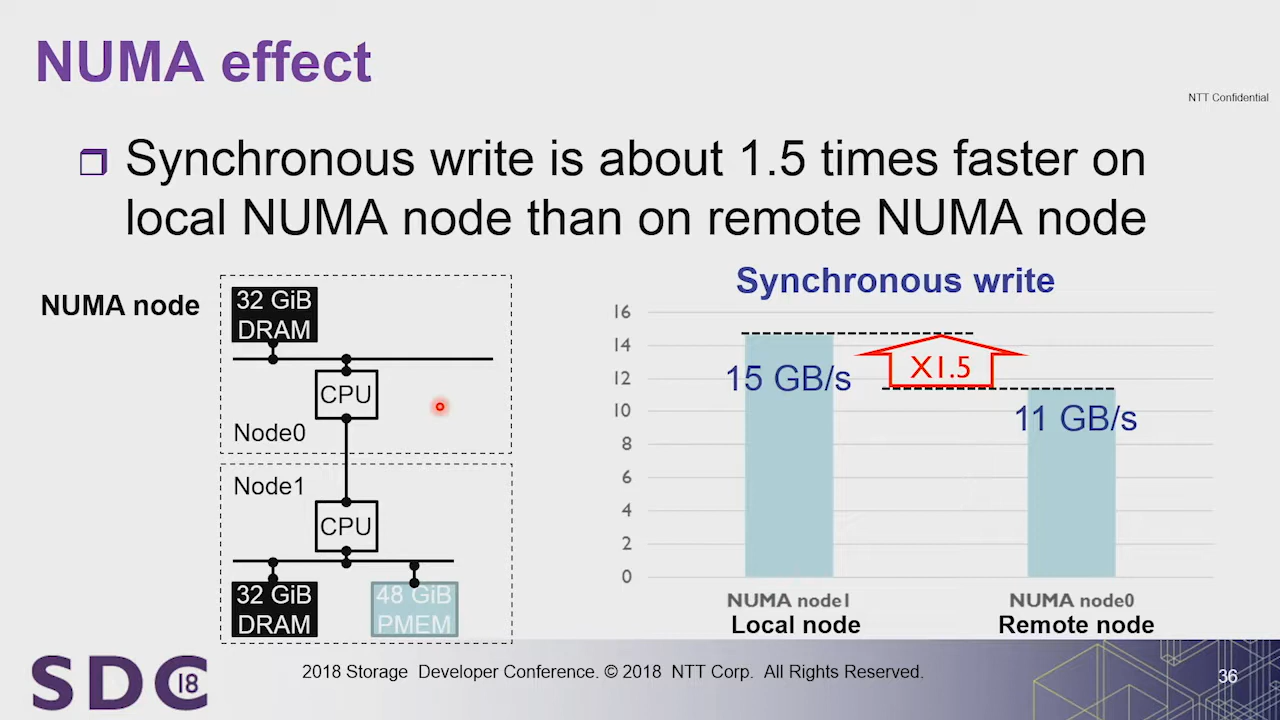 NUMA effect
NTT Confidential
Synchronous write is about 1.5 times faster on
local NUMA node than on remote NUMA node
NUMA node
32 GiB
DRAM
CPU
Node0
Node1
CPU
32 GiB
DRAM
48 GiB
PMEM
Synchronous write
16
14
12
10
8
6
4
2
0
15 GB/s
X1.5
11 GB/s
NUMA node1
NUMA node0
Local node
Remote node
SDC 18
2018 Storage Developer Conference. © 2018 NTT Corp. All Rights Reserved.
36